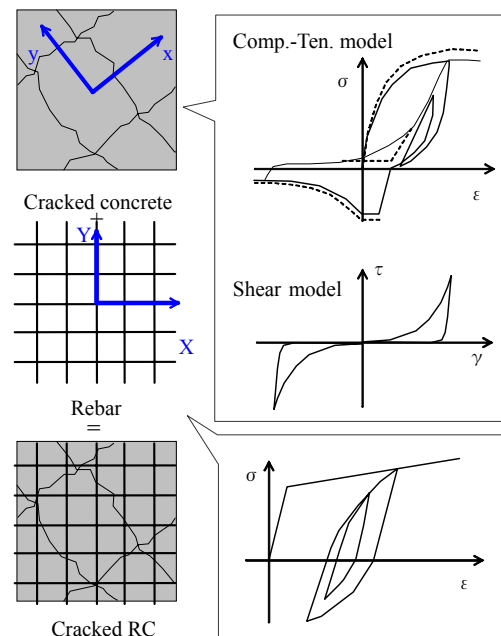 y
x
Cracked concrete
+
Y
X
Rebar
=
Cracked RC
Comp.-Ten. model
σ
ε
Shear model
τ
γ
σ
ε